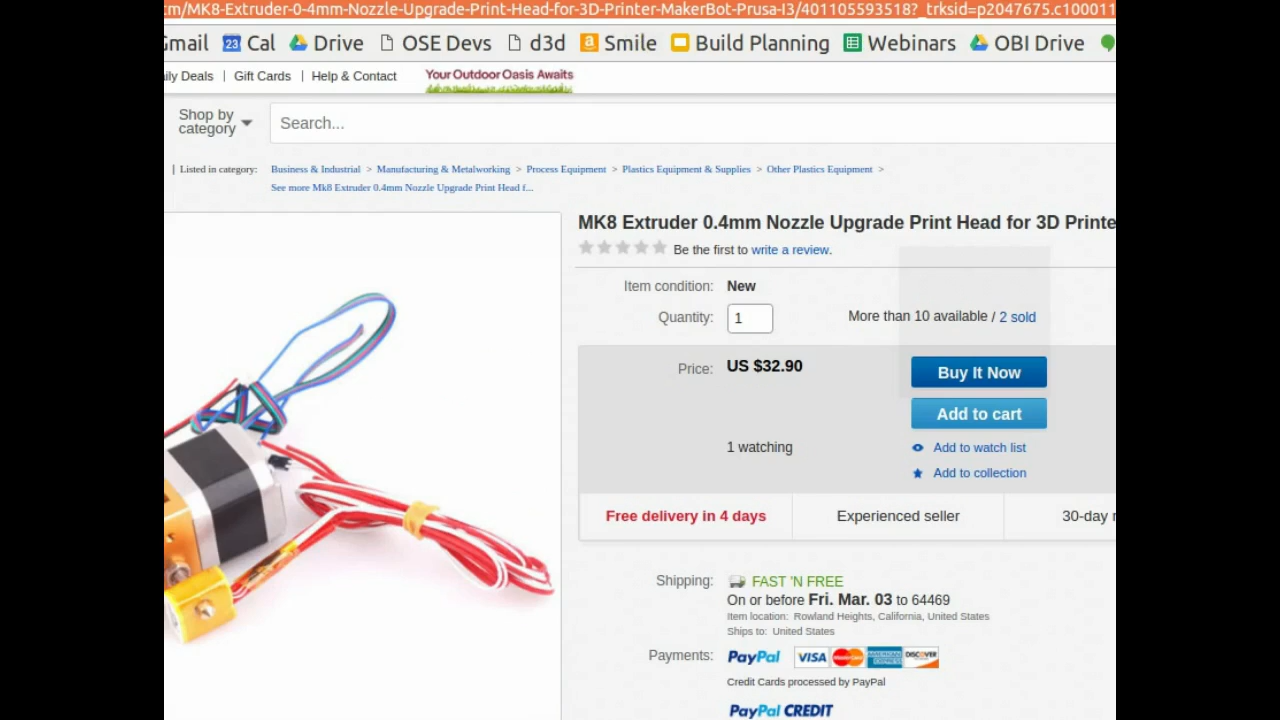 cm/MK8-Extruder-0-4mm-Nozzle-Upgrade-Print-Head-for-3D-Printer-MakerBot-Prusa-I3/401105593518?_trksid=p2047675.c100011
Gmail 23 Cal Drive OSE Devs d3d a Smile Build Planning Webinars OBI Drive
ily Deals | Gift Cards | Help & Contact Your Outdoor Oasis Awaits
Shop by category Search...
| Listed in category: Business & Industrial > Manufacturing & Metalworking > Process Equipment > Plastics Equipment & Supplies > Other Plastics Equipment >
See more Mk8 Extruder 0.4mm Nozzle Upgrade Print Head f...
MK8 Extruder 0.4mm Nozzle Upgrade Print Head for 3D Printe
Be the first to write a review.
Item condition: New
Quantity: 1 More than 10 available / 2 sold
Price: US $32.90 Buy It Now
Add to cart
1 watching Add to watch list
Add to collection
Free delivery in 4 days Experienced seller 30-day r
Shipping: FAST 'N FREE
On or before Fri. Mar. 03 to 64469
Item location: Rowland Heights, California, United States
Ships to: United States
Payments: PayPal VISA MasterCard AMERICAN EXPRESS DISCOVER
Credit Cards processed by PayPal
PayPal CREDIT